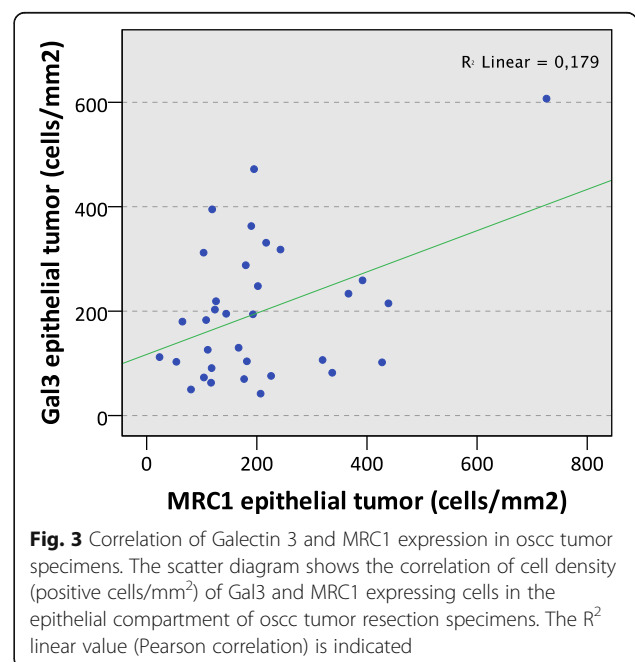 R² Linear = 0,179
Gal3 epithelial tumor (cells/mm2)
600
400
200
0
0 200 400 600 800
MRC1 epithelial tumor (cells/mm2)
Fig. 3 Correlation of Galectin 3 and MRC1 expression in oscc tumor
specimens. The scatter diagram shows the correlation of cell density
(positive cells/mm²) of Gal3 and MRC1 expressing cells in the
epithelial compartment of oscc tumor resection specimens. The R²
linear value (Pearson correlation) is indicated